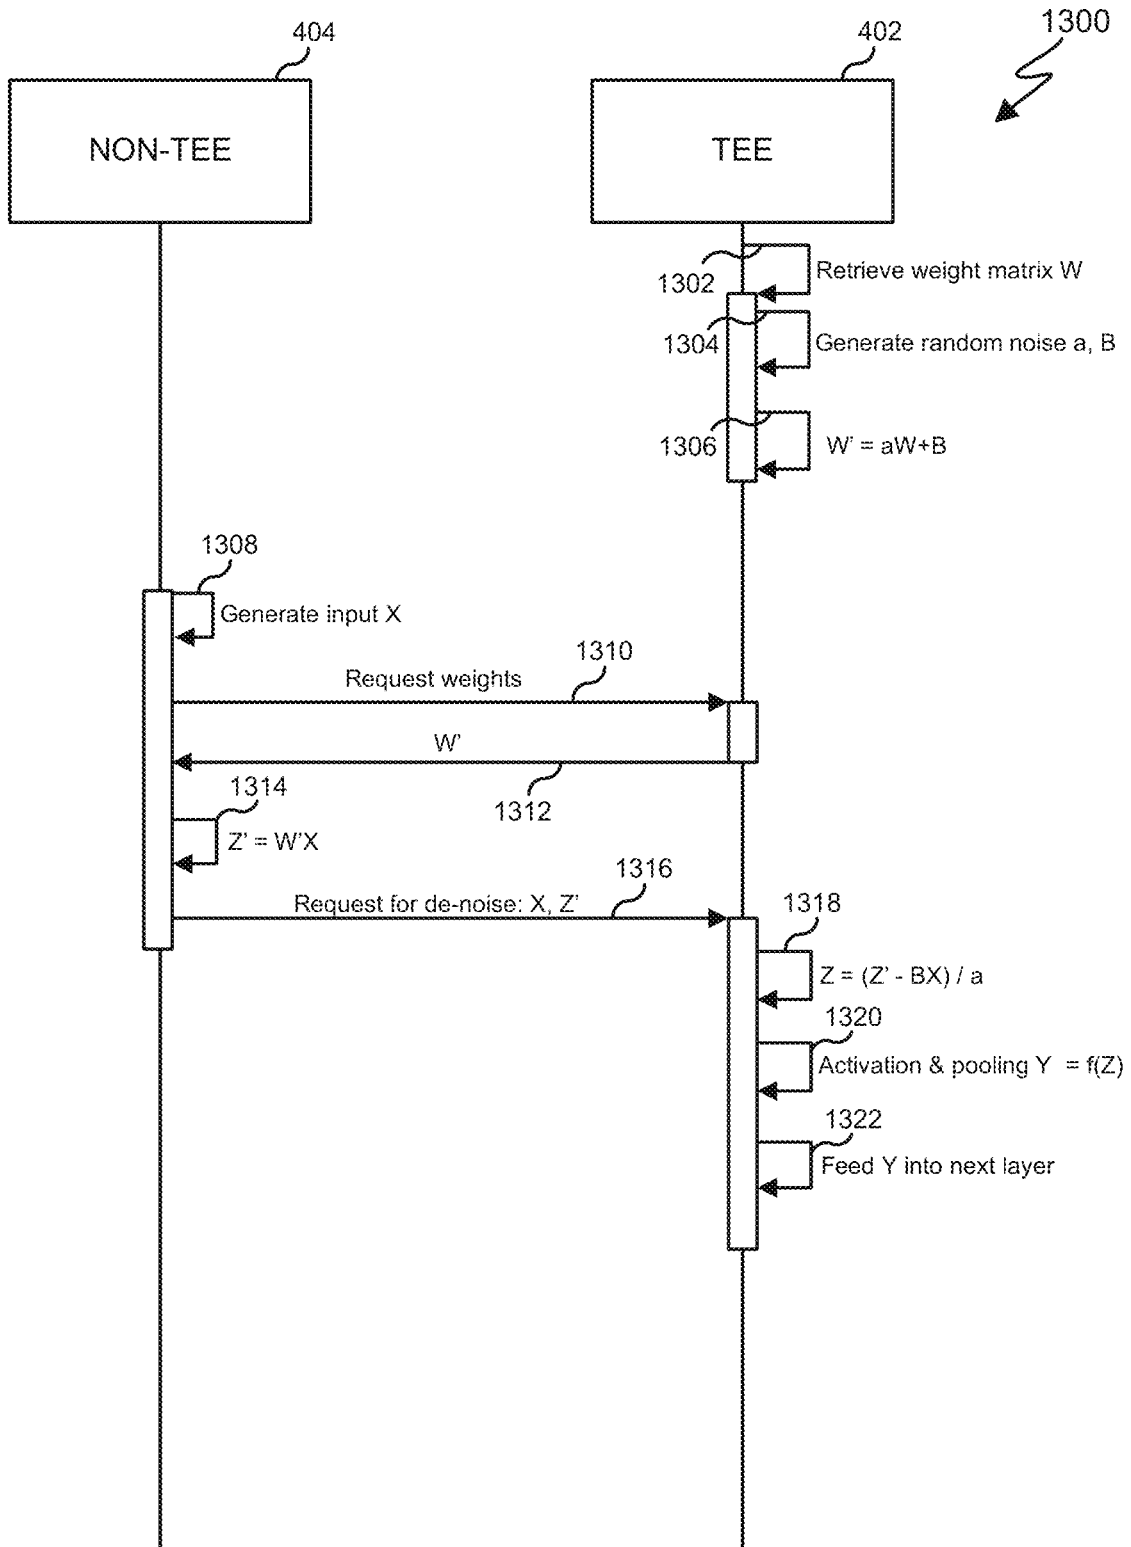 1300
404
402
NON-TEE
TEE
1302
Retrieve weight matrix W
1304
Generate random noise a, B
1306
W' = aW+B
1308
Generate input X
1310
Request weights
W'
1312
1314
Z' = W'X
1316
Request for de-noise: X, Z'
1318
Z = (Z' - BX) / a
1320
Activation & pooling Y = f(Z)
1322
Feed Y into next layer